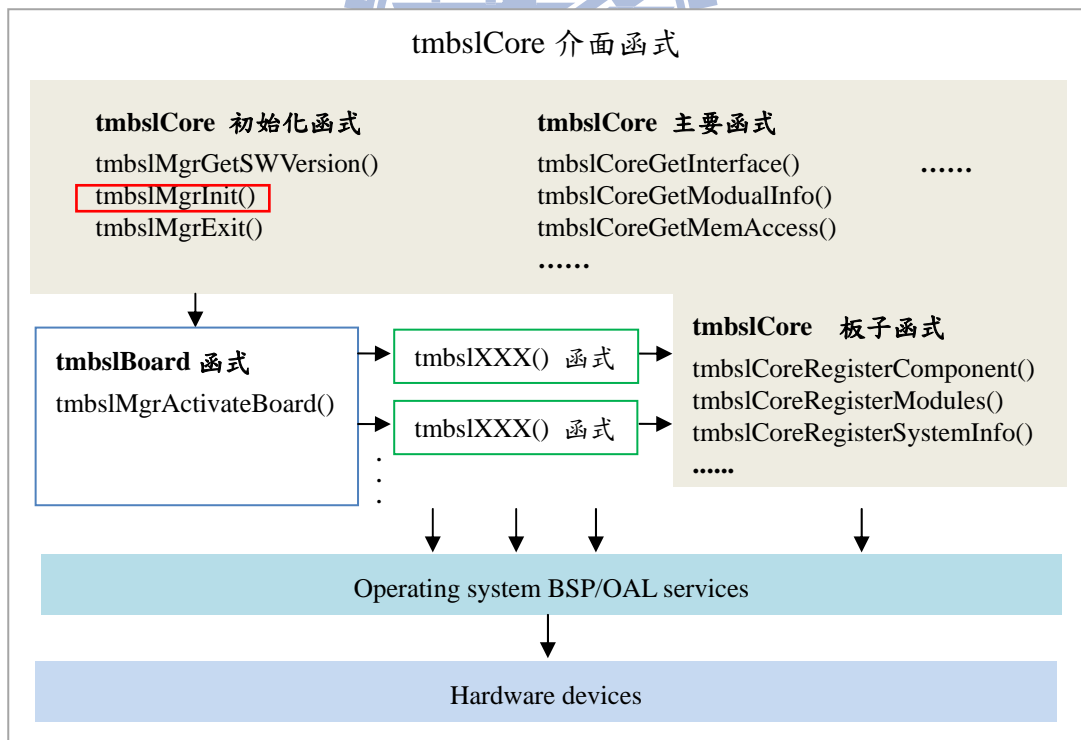 tmbslCore 介面函式
tmbslCore 初始化函式
tmbslMgrGetSWVersion()
tmbslMgrInit()
tmbslMgrExit()
tmbslCore 主要函式
tmbslCoreGetInterface()
......
tmbslCoreGetModualInfo()
tmbslCoreGetMemAccess()
......
tmbslBoard 函式
tmbslMgrActivateBoard()
tmbslXXX() 函式
tmbslXXX() 函式
.
.
.
tmbslCore 板子函式
tmbslCoreRegisterComponent()
tmbslCoreRegisterModules()
tmbslCoreRegisterSystemInfo()
......
Operating system BSP/OAL services
Hardware devices